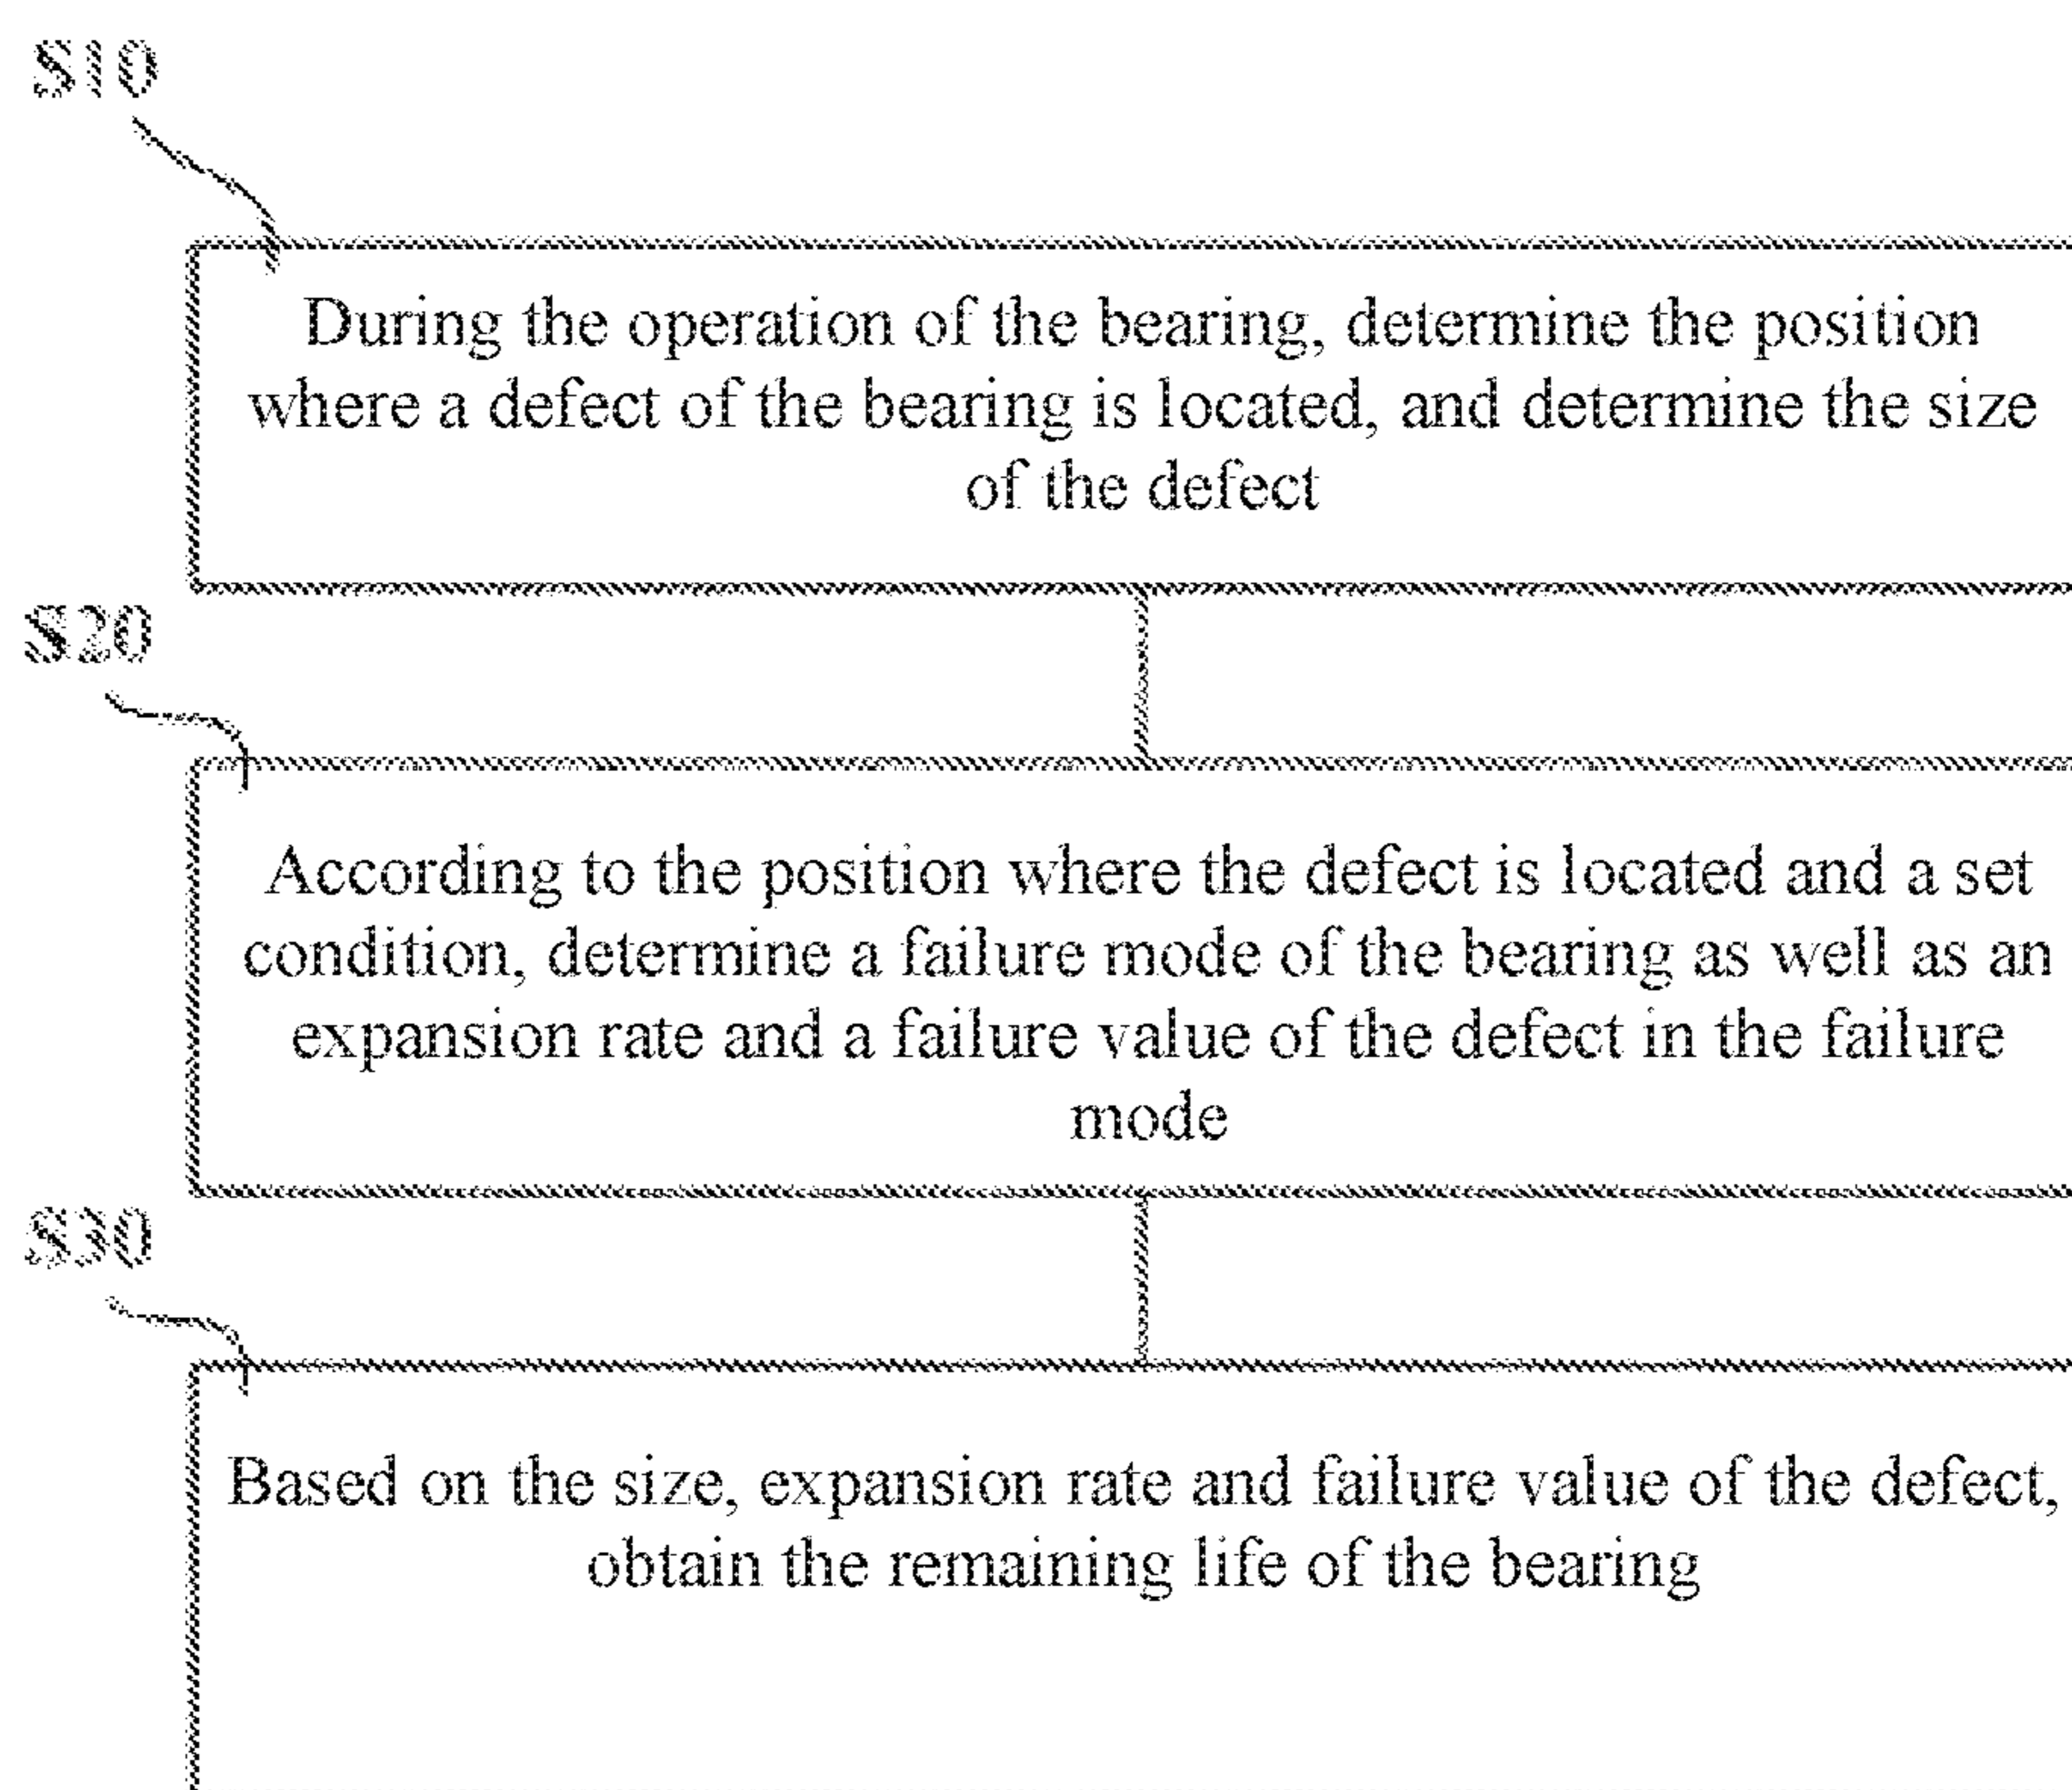 S10
During the operation of the bearing, determine the position
where a defect of the bearing is located, and determine the size
of the defect
S20
According to the position where the defect is located and a set
condition, determine a failure mode of the bearing as well as an
expansion rate and a failure value of the defect in the failure
mode
S30
Based on the size, expansion rate and failure value of the defect,
obtain the remaining life of the bearing